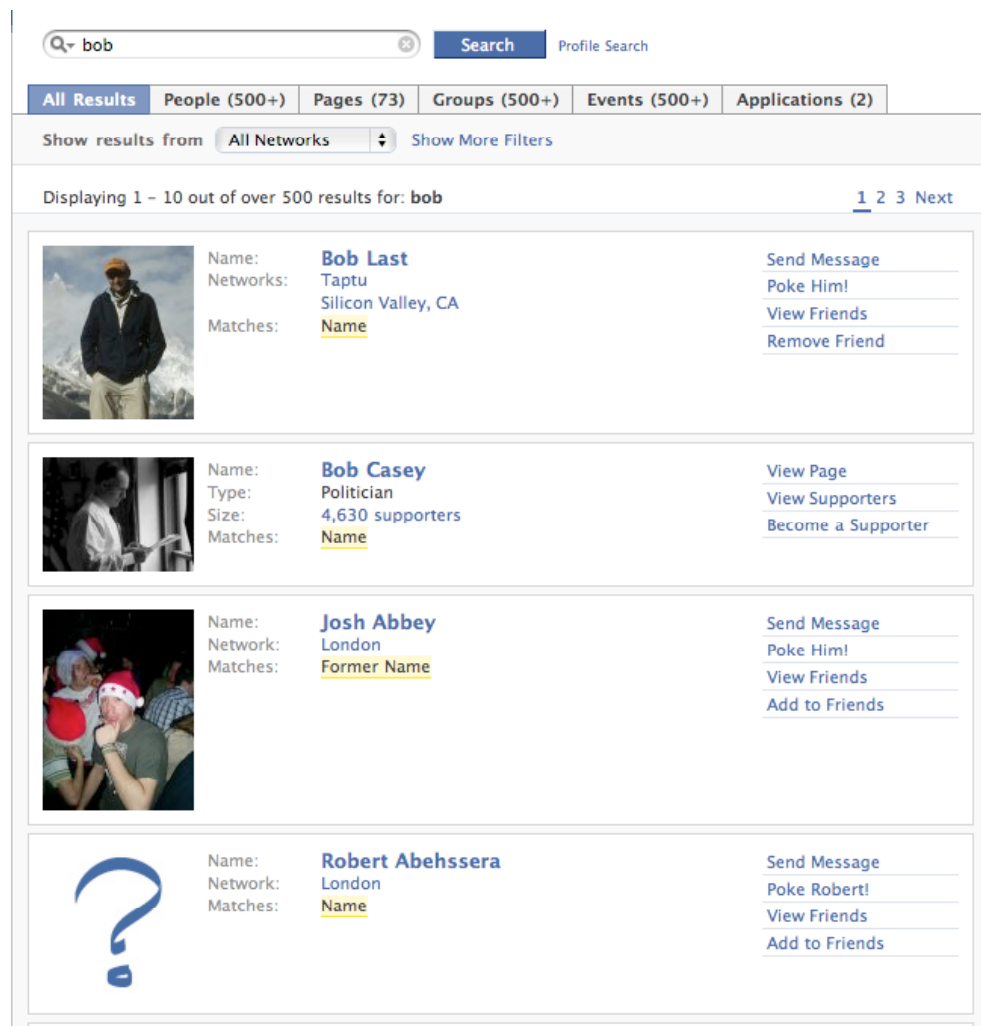 bob
Search
Profile Search
All Results
People (500+)
Pages (73)
Groups (500+)
Events (500+)
Applications (2)
Show results from All Networks Show More Filters
Displaying 1 – 10 out of over 500 results for: bob
1 2 3 Next
Name: Bob Last
Networks: Taptu
Silicon Valley, CA
Matches: Name
Send Message
Poke Him!
View Friends
Remove Friend
Name: Bob Casey
Type: Politician
Size: 4,630 supporters
Matches: Name
View Page
View Supporters
Become a Supporter
Name: Josh Abbey
Network: London
Matches: Former Name
Send Message
Poke Him!
View Friends
Add to Friends
?
Name: Robert Abehssera
Network: London
Matches: Name
Send Message
Poke Robert!
View Friends
Add to Friends